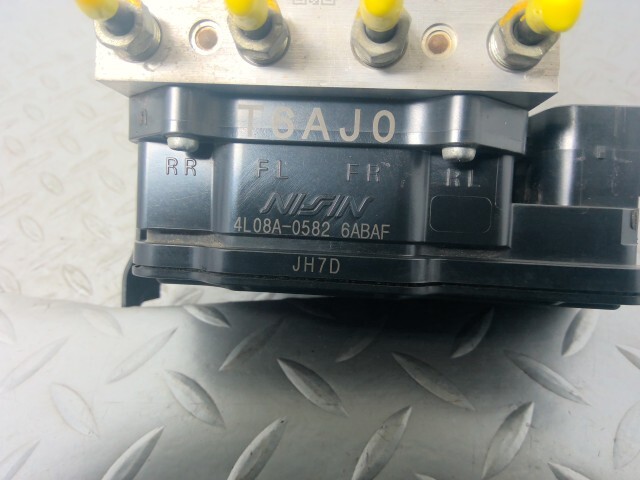 T6AJ0
RR FL FR RL
NISSIN
4L08A-0582 6ABAF
JH7D